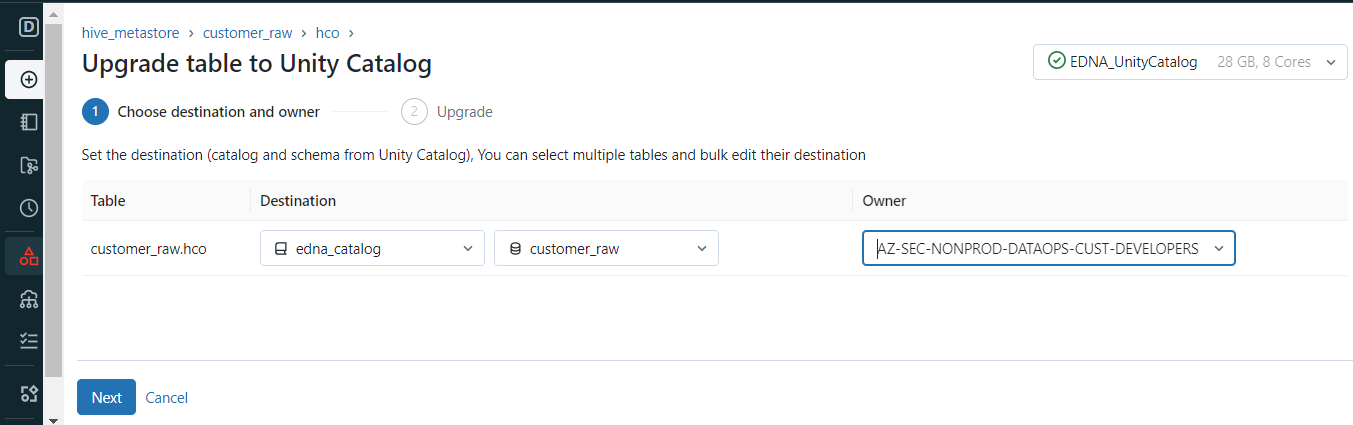 hive_metastore > customer_raw > hco >
Upgrade table to Unity Catalog
EDNA_UnityCatalog 28 GB, 8 Cores
1 Choose destination and owner 2 Upgrade
Set the destination (catalog and schema from Unity Catalog), You can select multiple tables and bulk edit their destination
Table Destination Owner
customer_raw.hco edna_catalog customer_raw AZ-SEC-NONPROD-DATAOPS-CUST-DEVELOPERS
Next Cancel